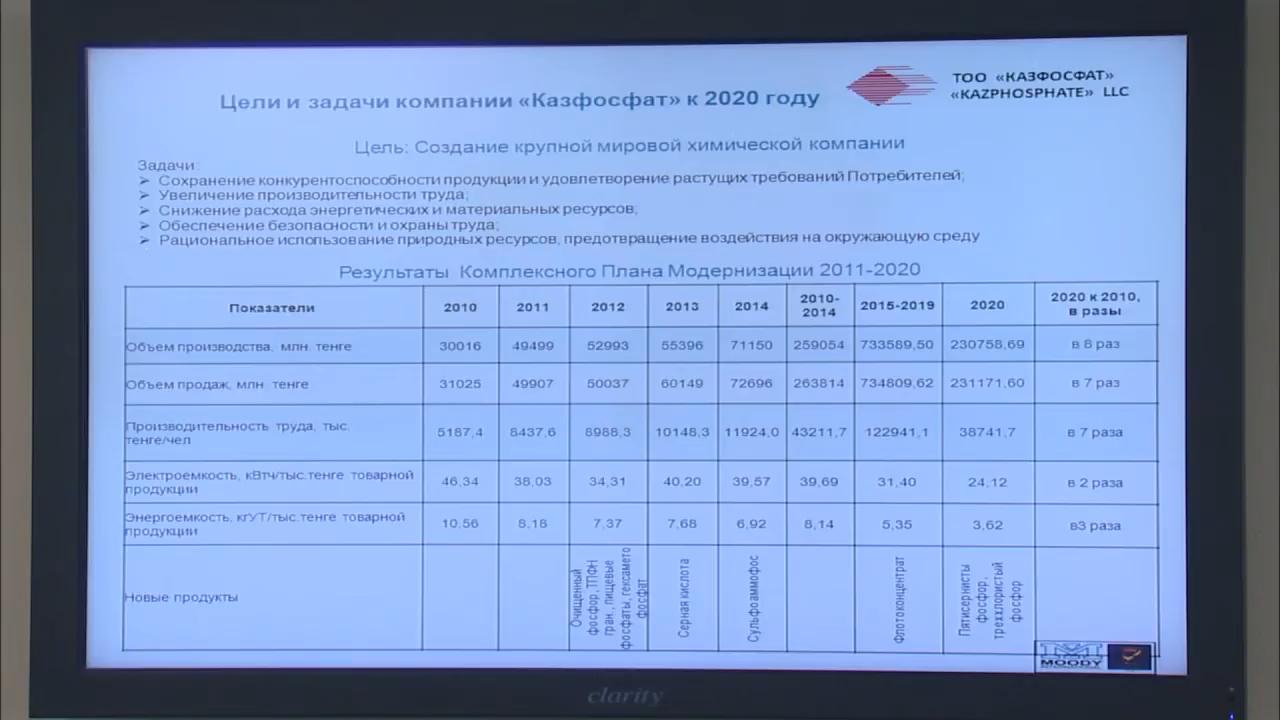 Цели и задачи компании «Казфосфат» к 2020 году
ТОО «КАЗФОСФАТ»
«KAZPHOSPHATE» LLC
Цель: Создание крупной мировой химической компании
Задачи:
➢ Сохранение конкурентоспособности продукции и удовлетворение растущих требований Потребителей;
➢ Увеличение производительности труда;
➢ Снижение расхода энергетических и материальных ресурсов;
➢ Обеспечение безопасности и охраны труда;
➢ Рациональное использование природных ресурсов, предотвращение воздействия на окружающую среду
Результаты Комплексного Плана Модернизации 2011-2020
Показатели 2010 2011 2012 2013 2014 2010-2014 2015-2019 2020 2020 к 2010, в разы
Объем производства, млн. тенге 30016 49499 52993 55396 71150 259054 733589,50 230758,69 в 8 раз
Объем продаж, млн тенге 31025 49907 50037 60149 72696 263814 734809,62 231171,60 в 7 раз
Производительность труда, тыс. тенге/чел 5187,4 8437,6 8988,3 10148,3 11924,0 43211,7 122941,1 38741,7 в 7 раза
Электроемкость, кВтч/тыс.тенге товарной продукции 46,34 38,03 34,31 40,20 39,57 39,69 31,40 24,12 в 2 раза
Энергоемкость, кгУТ/тыс.тенге товарной продукции 10,56 8,18 7,37 7,68 6,92 8,14 5,35 3,62 в3 раза
Новые продукты
Очищенный
фосфор, ТПФН
гран., пищевые
фосфаты, гексамето
фосфат
Серная кислота
Сульфоаммофос
Флотоконцентрат
Пятисернисты
фосфор,
треххлористый
фосфор
MOODY
clarity